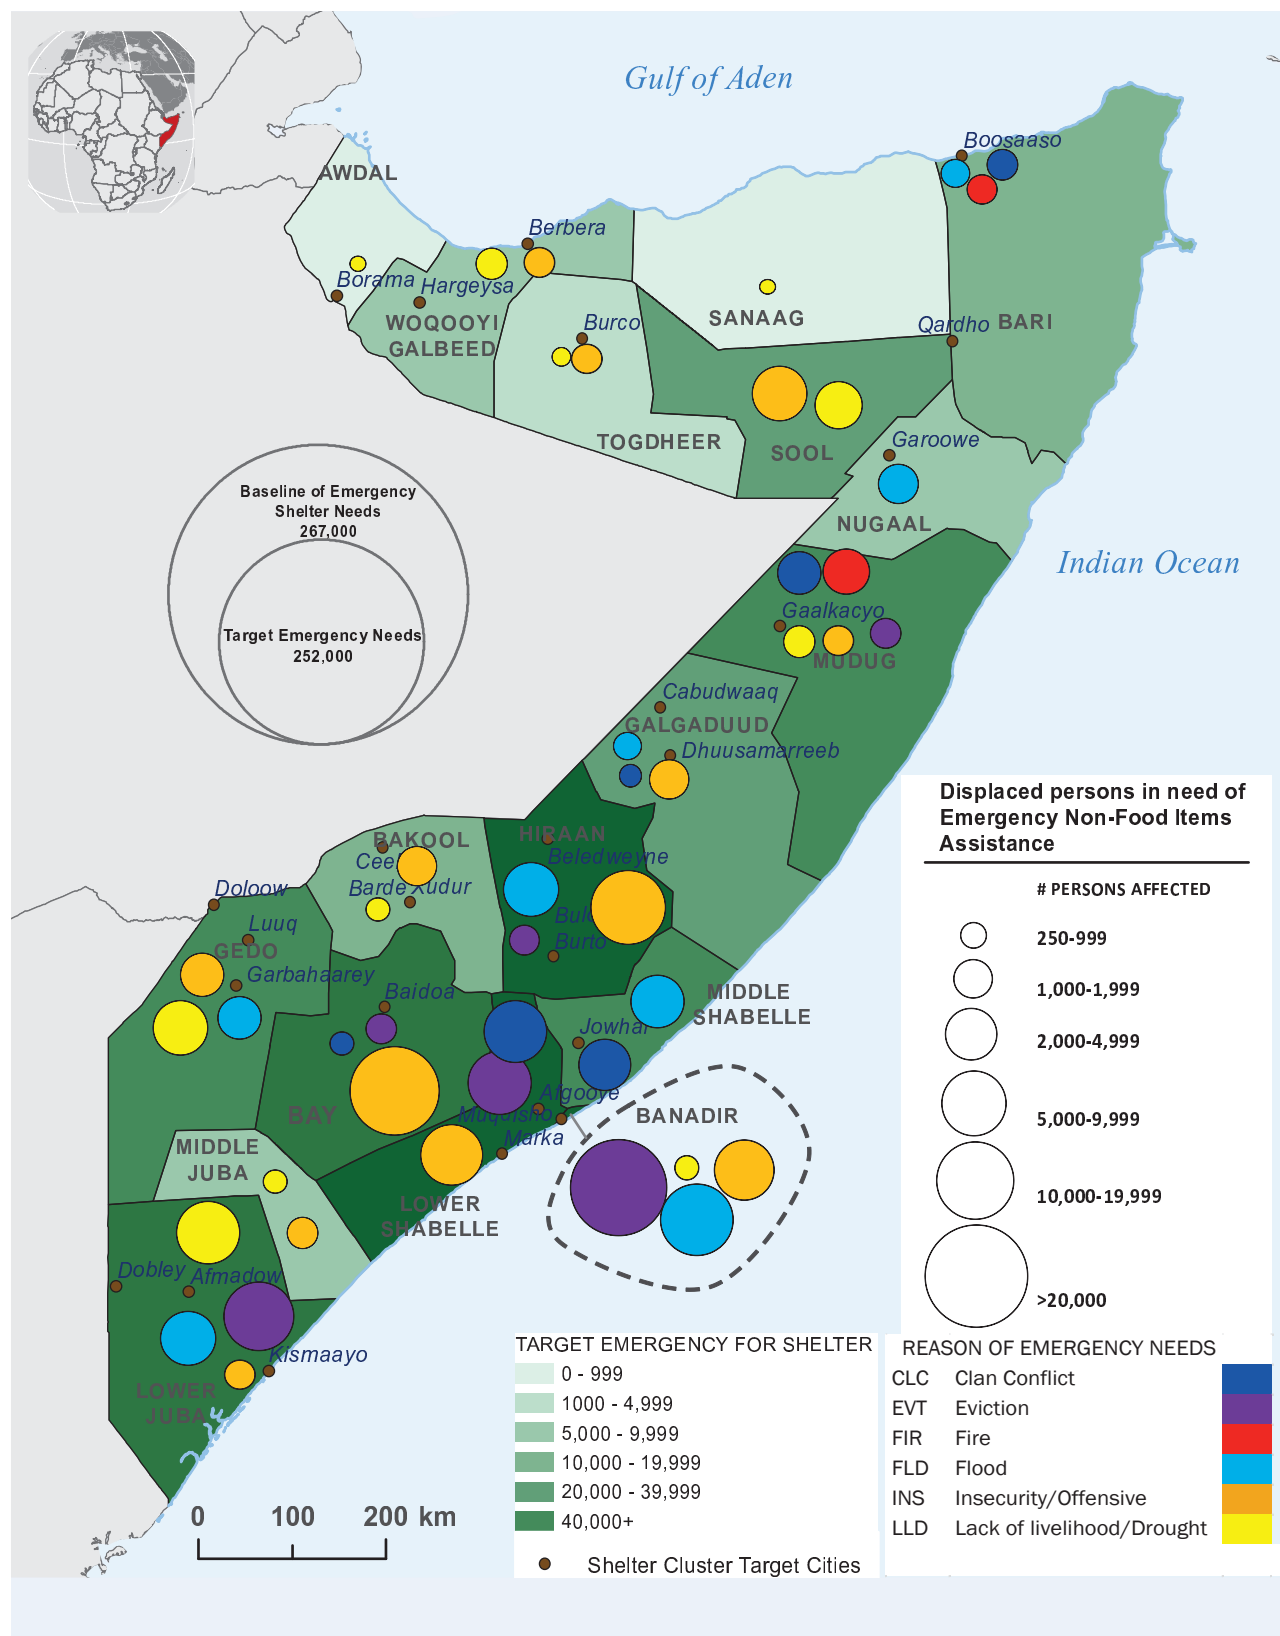 Gulf of Aden
Boosaaso
AWDAL
Berbera
Borama
Hargeysa
WOQOOYI
GALBEED
Burco
SANAAG
Qardho
BARI
TOGDHEER
SOOL
Garoowe
NUGAAL
Baseline of Emergency
Shelter Needs
267,000
Target Emergency Needs
252,000
Indian Ocean
Gaalkacyo
MUDUG
Cabudwaaq
GALGADUUD
Dhuusamarreeb
HIRAAN
Beledweyne
BAKOOL
Barde
Xudur
Burto
Doloow
Luuq
GEDO
Garbahaarey
Baidoa
MIDDLE
SHABELLE
Jowhar
Afgooye
Muqdisho
Marka
BAY
BANADIR
MIDDLE
JUBA
LOWER
SHABELLE
Dobley
Afmadow
Kismaayo
LOWER
JUBA
Displaced persons in need of
Emergency Non-Food Items
Assistance
# PERSONS AFFECTED
250-999
1,000-1,999
2,000-4,999
5,000-9,999
10,000-19,999
>20,000
TARGET EMERGENCY FOR SHELTER
0 - 999
1000 - 4,999
5,000 - 9,999
10,000 - 19,999
20,000 - 39,999
40,000+
Shelter Cluster Target Cities
REASON OF EMERGENCY NEEDS
CLC Clan Conflict
EVT Eviction
FIR Fire
FLD Flood
INS Insecurity/Offensive
LLD Lack of livelihood/Drought
0 100 200 km